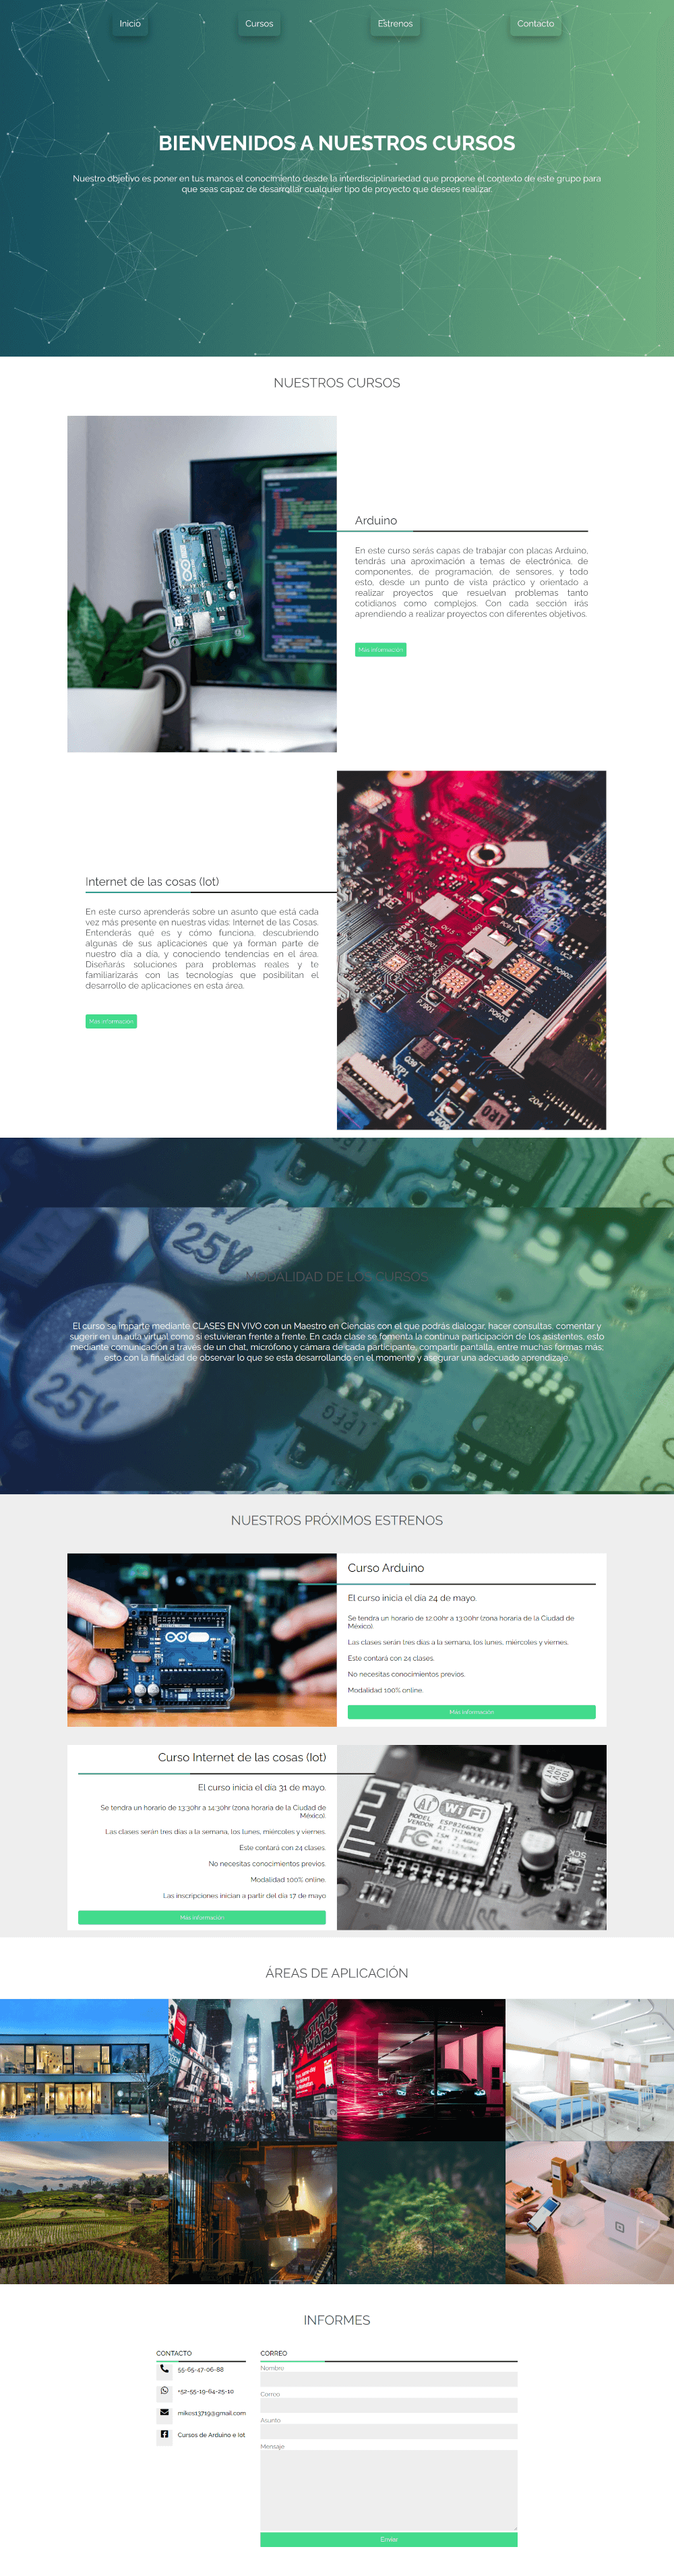 Inicio
Cursos
Estrenos
Contacto
BIENVENIDOS A NUESTROS CURSOS
Nuestro objetivo es poner en tus manos el conocimiento desde la interdisciplinariedad que propone el contexto de este grupo para
que seas capaz de desarrollar cualquier tipo de proyecto que desees realizar.
NUESTROS CURSOS
Arduino
En este curso serás capas de trabajar con placas Arduino,
tendrás una aproximación a temas de electrónica, de
componentes, de programación, de sensores, y todo
esto, desde un punto de vista práctico y orientado a
realizar proyectos que resuelvan problemas tanto
cotidianos como complejos. Con cada sección irás
aprendiendo a realizar proyectos con diferentes objetivos.
Más información
Internet de las cosas (Iot)
En este curso aprenderás sobre un asunto que está cada
vez más presente en nuestras vidas: Internet de las Cosas.
Entenderás qué es y cómo funciona, descubriendo
algunas de sus aplicaciones que ya forman parte de
nuestro día a día, y conociendo tendencias en el área.
Diseñarás soluciones para problemas reales y te
familiarizarás con las tecnologías que posibilitan el
desarrollo de aplicaciones en esta área.
Más información
MODALIDAD DE LOS CURSOS
El curso se imparte mediante CLASES EN VIVO con un Maestro en Ciencias con el que podrás dialogar, hacer consultas, comentar y
sugerir en un aula virtual como si estuvieran frente a frente. En cada clase se fomenta la continua participación de los asistentes, esto
mediante comunicación a través de un chat, micrófono y cámara de cada participante, compartir pantalla, entre muchas formas más;
esto con la finalidad de observar lo que se esta desarrollando en el momento y asegurar una adecuado aprendizaje.
NUESTROS PRÓXIMOS ESTRENOS
Curso Arduino
El curso inicia el día 24 de mayo.
Se tendra un horario de 12:00hr a 13:00hr (zona horaria de la Ciudad de
México).
Las clases serán tres días a la semana, los lunes, miércoles y viernes.
Este contará con 24 clases.
No necesitas conocimientos previos.
Modalidad 100% online.
Más información
Curso Internet de las cosas (Iot)
El curso inicia el día 31 de mayo.
Se tendra un horario de 13:30hr a 14:30hr (zona horaria de la Ciudad de
México).
Las clases serán tres días a la semana, los lunes, miércoles y viernes.
Este contará con 24 clases.
No necesitas conocimientos previos.
Modalidad 100% online.
Las inscripciones inician a partir del día 17 de mayo
Más información
WiFi
MODEL ESP8266MOD
VENDOR AI-THINKER
ÁREAS DE APLICACIÓN
STAR
WARS
INFORMES
CONTACTO
55-65-47-06-88
+52-55-19-64-25-10
mikes13719@gmail.com
Cursos de Arduino e Iot
CORREO
Nombre
Correo
Asunto
Mensaje
Enviar